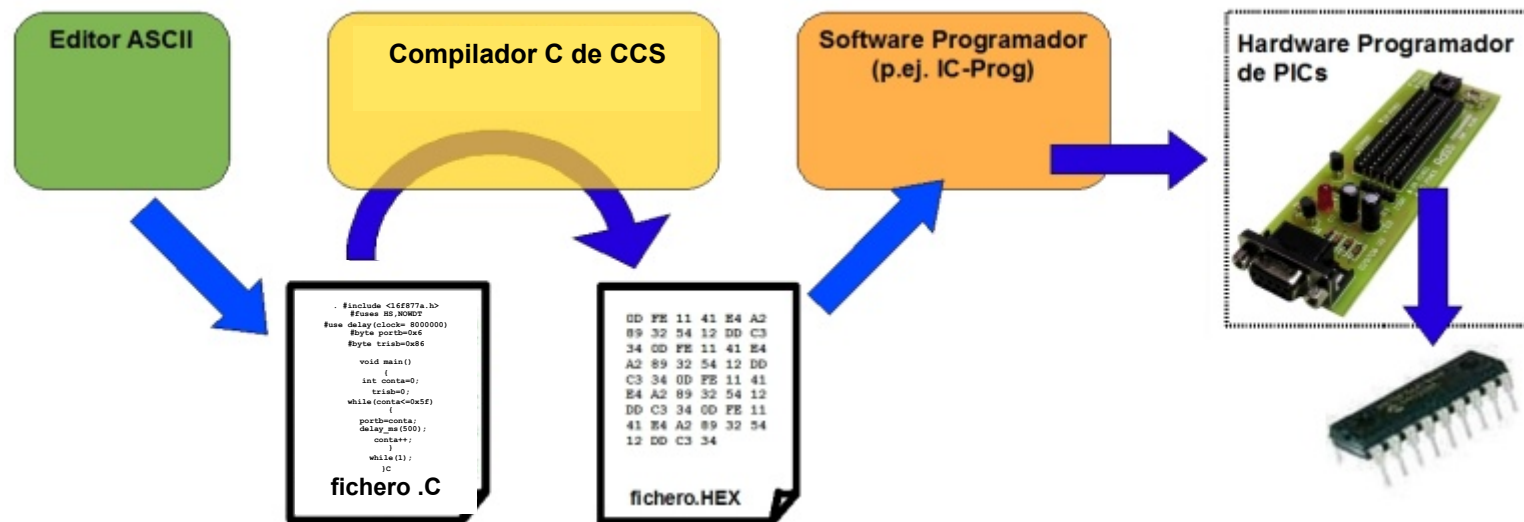 Editor ASCII
Compilador C de CCS
Software Programador
(p.ej. IC-Prog)
Hardware Programador
de PICs
. #include <16f877a.h>
#fuses HS,NOWDT
#use delay(clock= 8000000)
#byte portb=0x6
#byte trisb=0x86
void main()
{
int conta=0;
trisb=0;
while(conta<=0x5f)
{
portb=conta;
delay_ms(500);
conta++;
}
while(1);
}C
fichero .C
0D FE 11 41 E4 A2
89 32 54 12 DD C3
34 0D FE 11 41 E4
A2 89 32 54 12 DD
C3 34 0D FE 11 41
E4 A2 89 32 54 12
DD C3 34 0D FE 11
41 E4 A2 89 32 54
12 DD C3 34
fichero.HEX